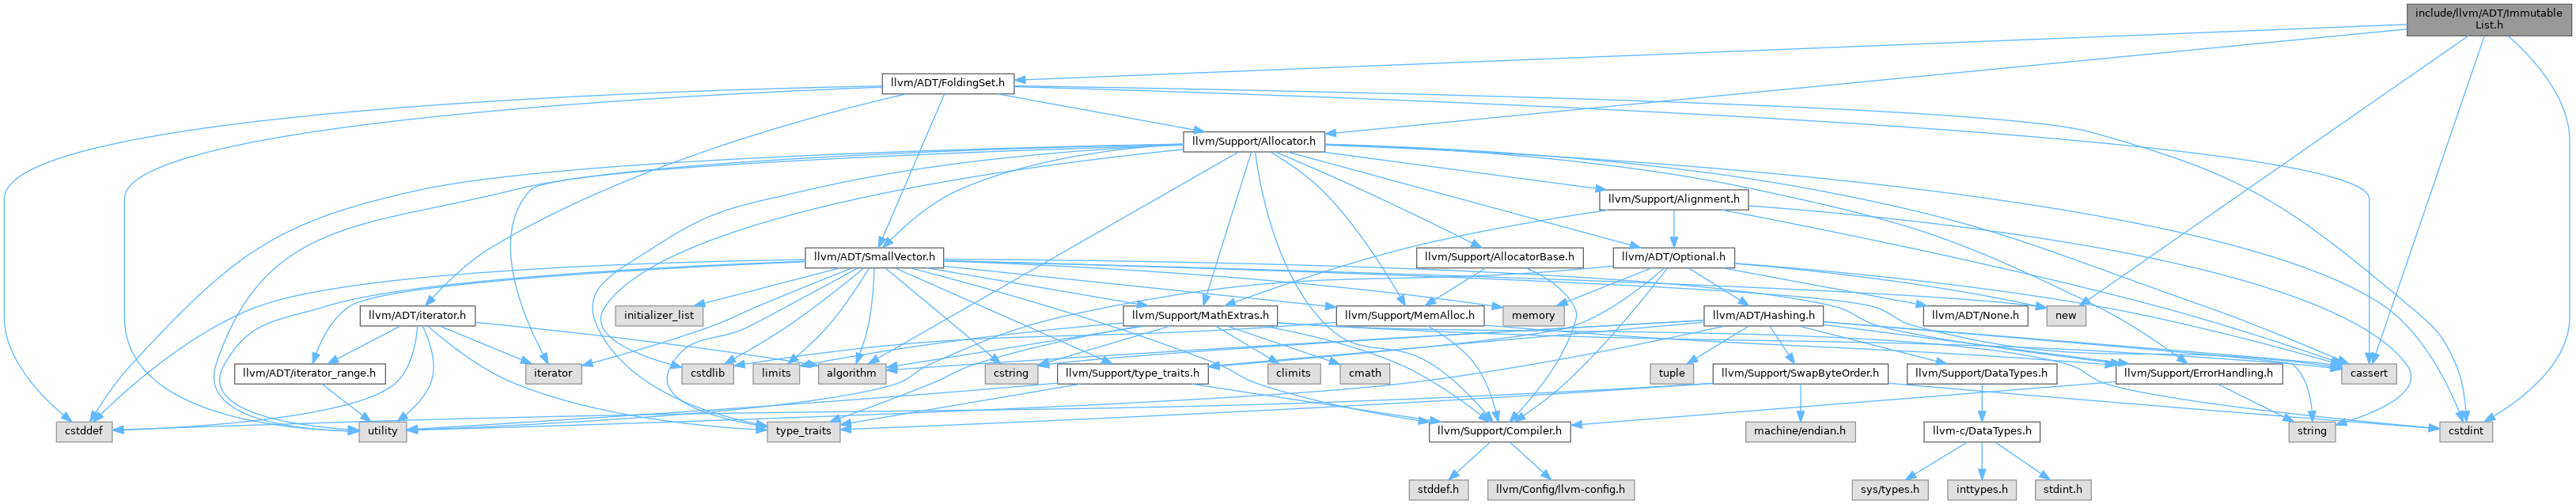 include/llvm/ADT/Immutable
List.h
llvm/ADT/FoldingSet.h
llvm/Support/Allocator.h
llvm/Support/Alignment.h
llvm/ADT/SmallVector.h
llvm/Support/AllocatorBase.h
llvm/ADT/Optional.h
llvm/ADT/iterator.h
initializer_list
llvm/Support/MathExtras.h
llvm/Support/MemAlloc.h
memory
llvm/ADT/Hashing.h
llvm/ADT/None.h
new
llvm/ADT/iterator_range.h
iterator
cstdlib
limits
algorithm
cstring
llvm/Support/type_traits.h
climits
cmath
tuple
llvm/Support/SwapByteOrder.h
llvm/Support/DataTypes.h
llvm/Support/ErrorHandling.h
cassert
cstddef
utility
type_traits
llvm/Support/Compiler.h
machine/endian.h
llvm-c/DataTypes.h
string
cstdint
stddef.h
llvm/Config/llvm-config.h
sys/types.h
inttypes.h
stdint.h